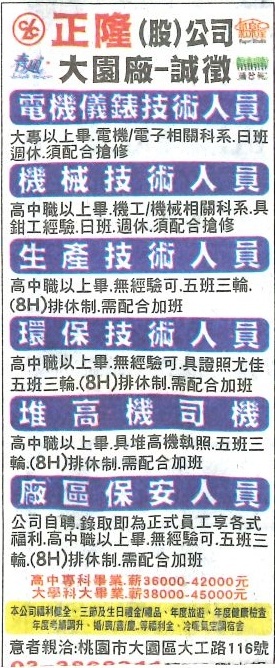 正隆(股)公司
大園廠-誠徵
春風
蒲公英
電機儀錶技術人員
大專以上畢.電機/電子相關科系.日班
週休.須配合搶修
機械技術人員
高中職以上畢.機工/機械相關科系.具
鉗工經驗.日班.週休.須配合搶修
生產技術人員
高中職以上畢.無經驗可.五班三輪.
(8H)排休制.需配合加班
環保技術人員
高中職以上畢.無經驗可.具證照尤佳
五班三輪.(8H)排休制.需配合加班
堆高機司機
高中職以上畢.具堆高機執照.五班三
輪.(8H)排休制.需配合加班
廠區保安人員
公司自聘.錄取即為正式員工享各式
福利.高中職以上畢.無經驗可.五班三
輪.(8H)排休制.需配合加班
高中專科畢業.薪36000-42000元
大學科大畢業.薪38000-45000元
本公司福利健全、三節及生日禮金/禮品、年度旅遊、年度健康檢查
年度考績調升、婚/喪/喜/慶..等福利金、冷暖氣空調宿舍
意者親洽:桃園市大園區大工路116號